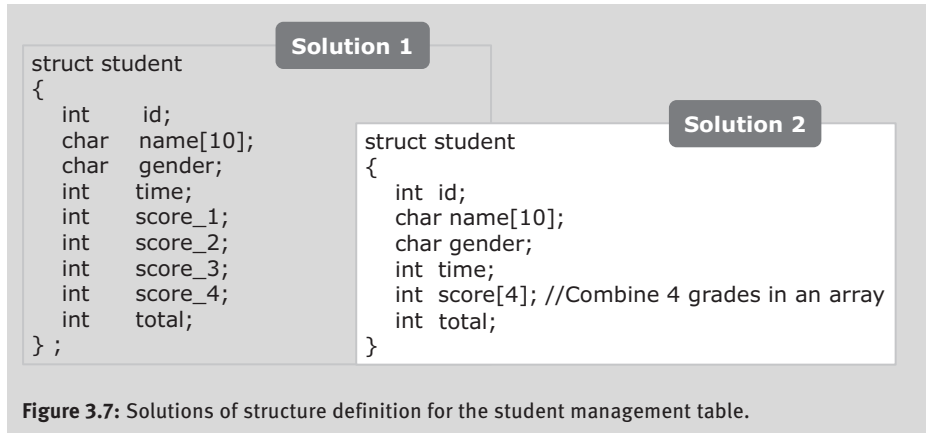 Solution 1
struct student
{
int id;
char name[10];
char gender;
int time;
int score_1;
int score_2;
int score_3;
int score_4;
int total;
} ;
Solution 2
struct student
{
int id;
char name[10];
char gender;
int time;
int score[4]; //Combine 4 grades in an array
int total;
}
Figure 3.7: Solutions of structure definition for the student management table.